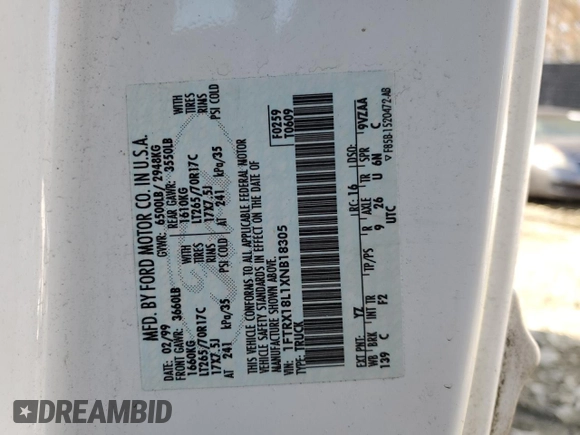 MFD. BY FORD MOTOR CO. IN U.S.A.
DATE: 02/99 GVWR: 6500LB/ 2948KG
FRONT GAWR: 3660LB REAR GAWR: 3550LB
1660KG WITH 1610KG WITH
LT265/70R17C TIRES LT265/70R17C TIRES
17X7.5J RIMS 17X7.5J RIMS
AT 241 kPa/35 PSI COLD AT 241 kPa/35 PSI COLD
THIS VEHICLE CONFORMS TO ALL APPLICABLE FEDERAL MOTOR
VEHICLE SAFETY STANDARDS IN EFFECT ON THE DATE OF
MANUFACTURE SHOWN ABOVE.
VIN: 1FTRX18L1XNB18305 F0259
TYPE: TRUCK T0609
EXT PNT: YZ RC: 16 DSO:
WB BRK INT TR TP/PS R AXLE TR SPR 19VZAA
139 C F2 9 26 U 6N C
UTC ▽F85B-1520472-AB
DREAMBID